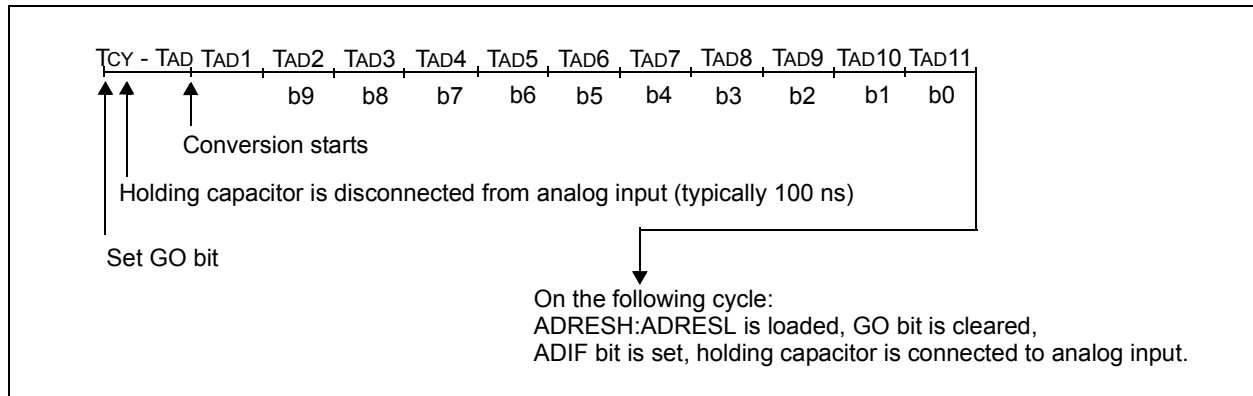 TCY - TAD TAD1 TAD2 TAD3 TAD4 TAD5 TAD6 TAD7 TAD8 TAD9 TAD10 TAD11
b9 b8 b7 b6 b5 b4 b3 b2 b1 b0
Conversion starts
Holding capacitor is disconnected from analog input (typically 100 ns)
Set GO bit
On the following cycle:
ADRESH:ADRESL is loaded, GO bit is cleared,
ADIF bit is set, holding capacitor is connected to analog input.